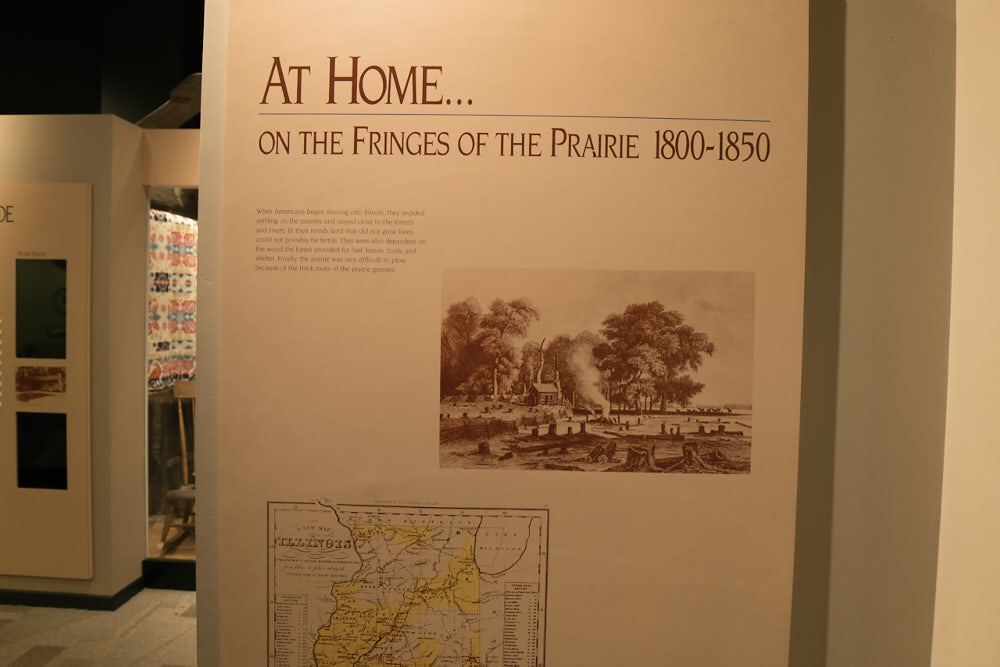 AT HOME...
ON THE FRINGES OF THE PRAIRIE 1800-1850
When Americans began moving into Illinois, they avoided
settling on the prairies and stayed close to the forests
and rivers. In their minds land that did not grow trees
could not possibly be fertile. They were also dependent on
the wood the forest provided for fuel, fences, tools, and
shelter. Finally, the prairie was very difficult to plow
because of the thick roots of the prairie grasses.
A NEW MAP
ILLINOIS
LAKE
MICHIGAN
DE